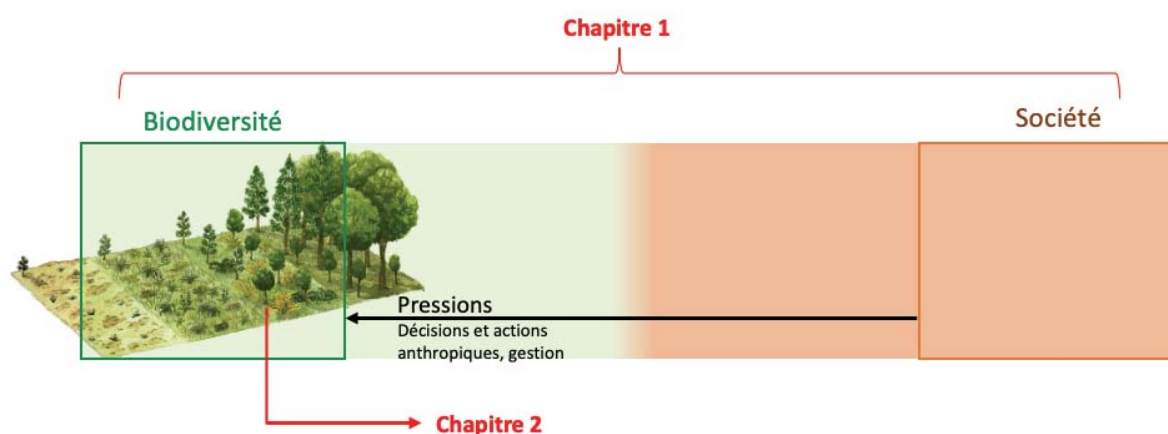 Chapitre 1
Biodiversité
Société
Pressions
Décisions et actions
anthropiques, gestion
Chapitre 2